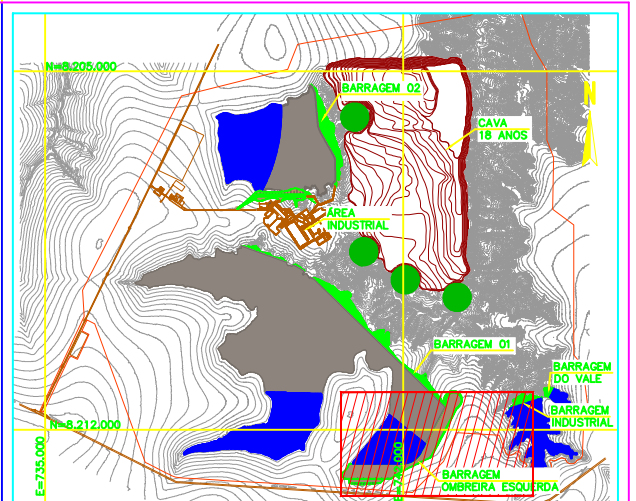 N=8.205.000
BARRAGEM 02
N
CAVA
18 ANOS
ÁREA
INDUSTRIAL
BARRAGEM 01
BARRAGEM
DO VALE
BARRAGEM
INDUSTRIAL
N=8.212.000
E=735.000
BARRAGEM
OMBREIRA ESQUERDA